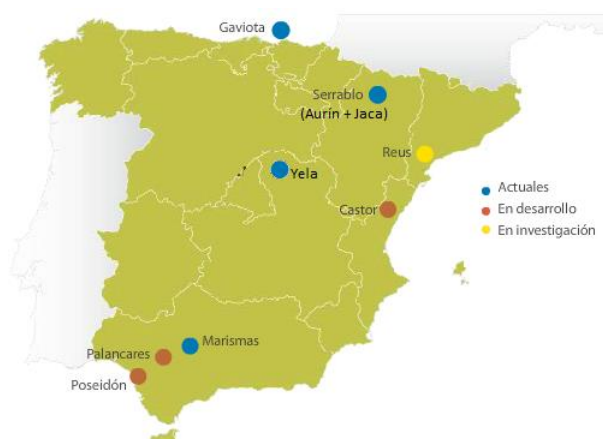 Gaviota
Serrablo
(Aurín + Jaca)
Reus
Yela
Actuales
En desarrollo
En investigación
Castor
Marismas
Palancares
Poseidón